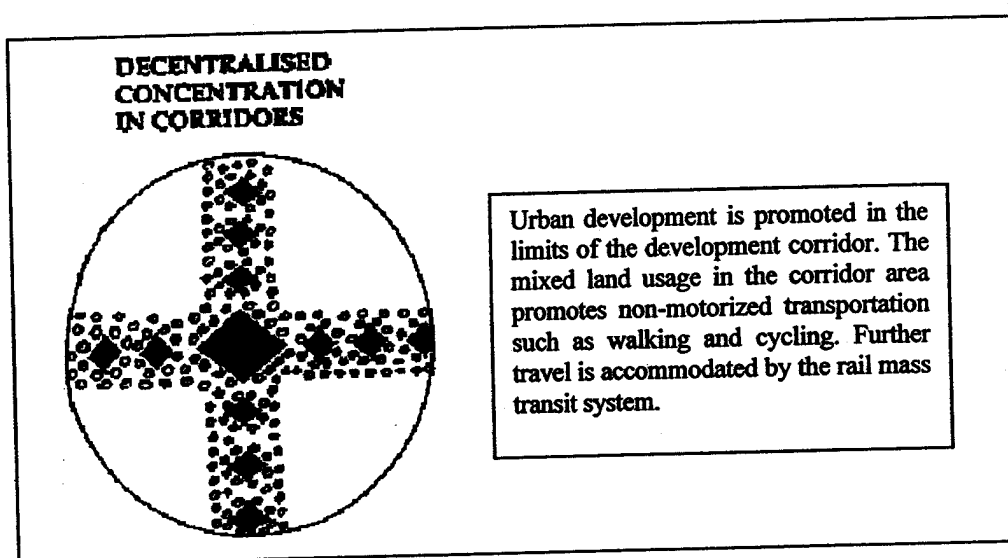 DECENTRALISED
CONCENTRATION
IN CORRIDORS
Urban development is promoted in the
limits of the development corridor. The
mixed land usage in the corridor area
promotes non-motorized transportation
such as walking and cycling. Further
travel is accommodated by the rail mass
transit system.